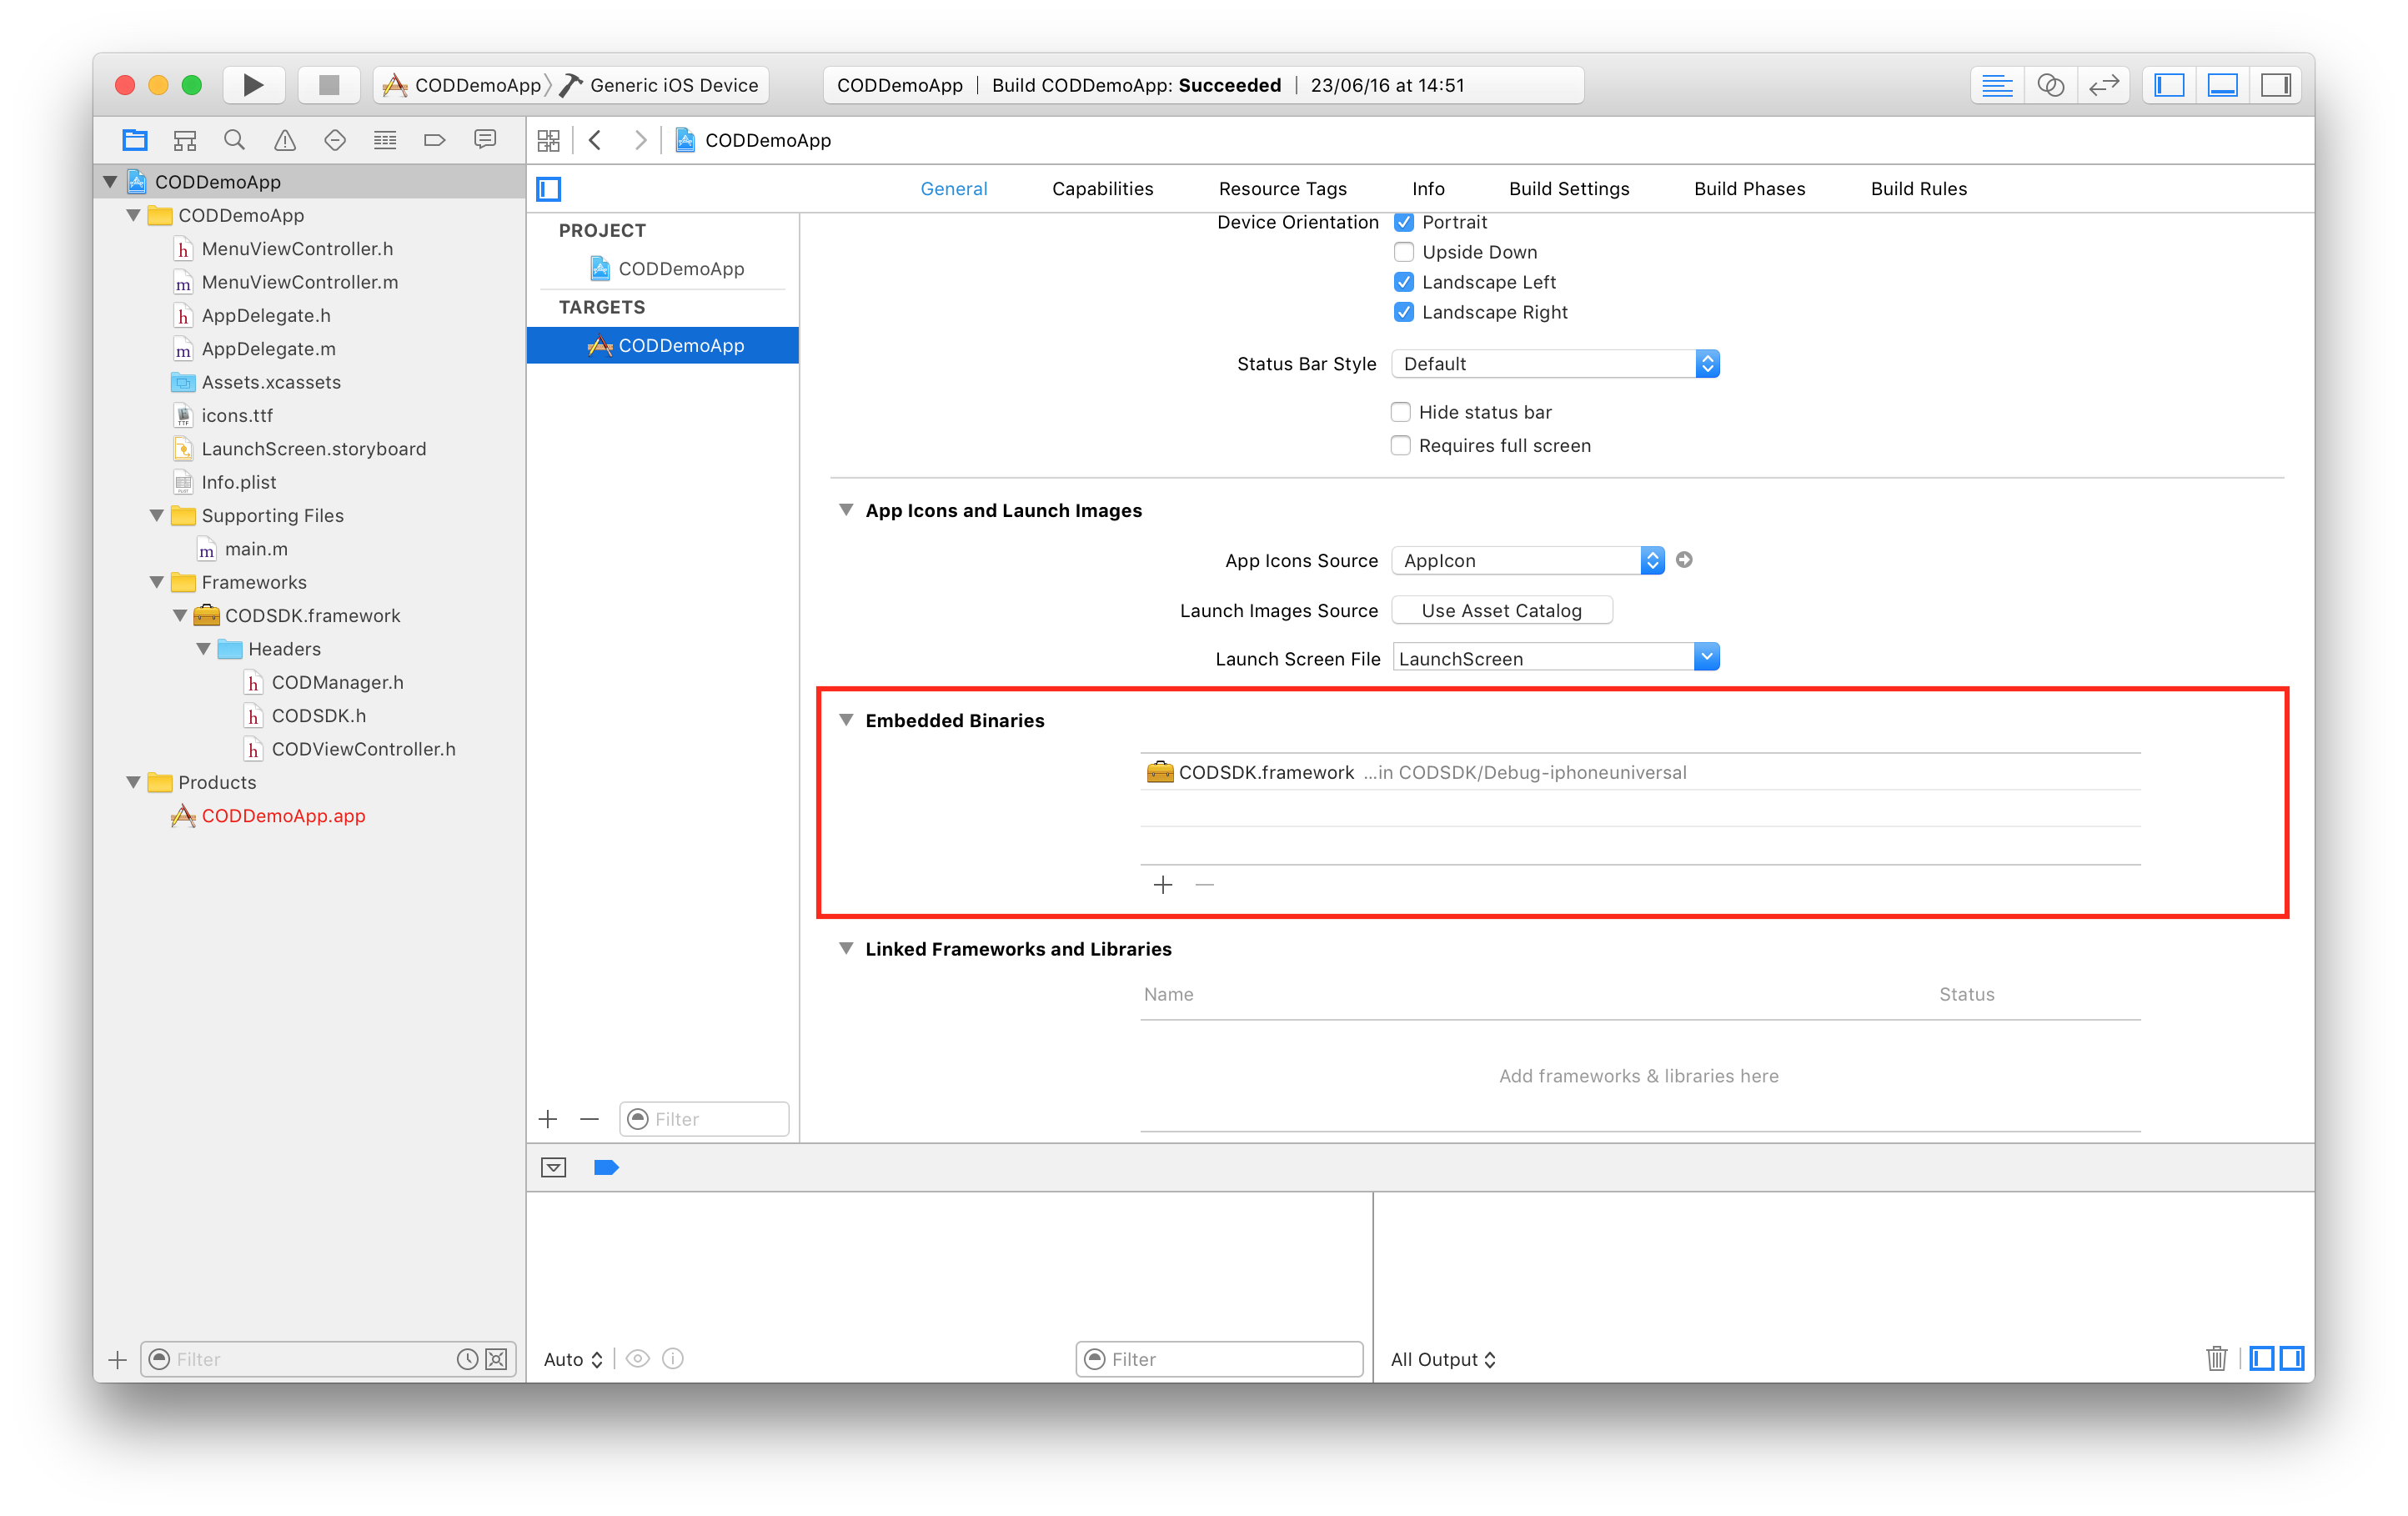 CODDemoApp
Generic iOS Device
CODDemoApp | Build CODDemoApp: Succeeded | 23/06/16 at 14:51
CODDemoApp
CODDemoApp
CODDemoApp
MenuViewController.h
MenuViewController.m
AppDelegate.h
AppDelegate.m
Assets.xcassets
icons.ttf
LaunchScreen.storyboard
Info.plist
Supporting Files
main.m
Frameworks
CODSDK.framework
Headers
CODManager.h
CODSDK.h
CODViewController.h
Products
CODDemoApp.app
Filter
General Capabilities Resource Tags Info Build Settings Build Phases Build Rules
PROJECT
CODDemoApp
TARGETS
CODDemoApp
Filter
Device Orientation Portrait
Upside Down
Landscape Left
Landscape Right
Status Bar Style Default
Hide status bar
Requires full screen
App Icons and Launch Images
App Icons Source AppIcon
Launch Images Source Use Asset Catalog
Launch Screen File LaunchScreen
Embedded Binaries
CODSDK.framework ...in CODSDK/Debug-iphoneuniversal
Linked Frameworks and Libraries
Name Status
Add frameworks & libraries here
Auto
Filter
All Output